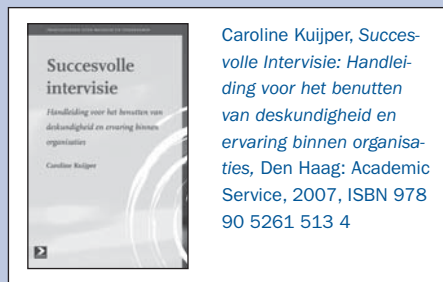 Succesvolle
intervisie
Handleiding voor het benutten van
deskundigheid en ervaring binnen
organisaties
Caroline Kuijper
Caroline Kuijper, Succes-
volle Intervisie: Handlei-
ding voor het benutten
van deskundigheid en
ervaring binnen organisa-
ties, Den Haag: Academic
Service, 2007, ISBN 978
90 5261 513 4